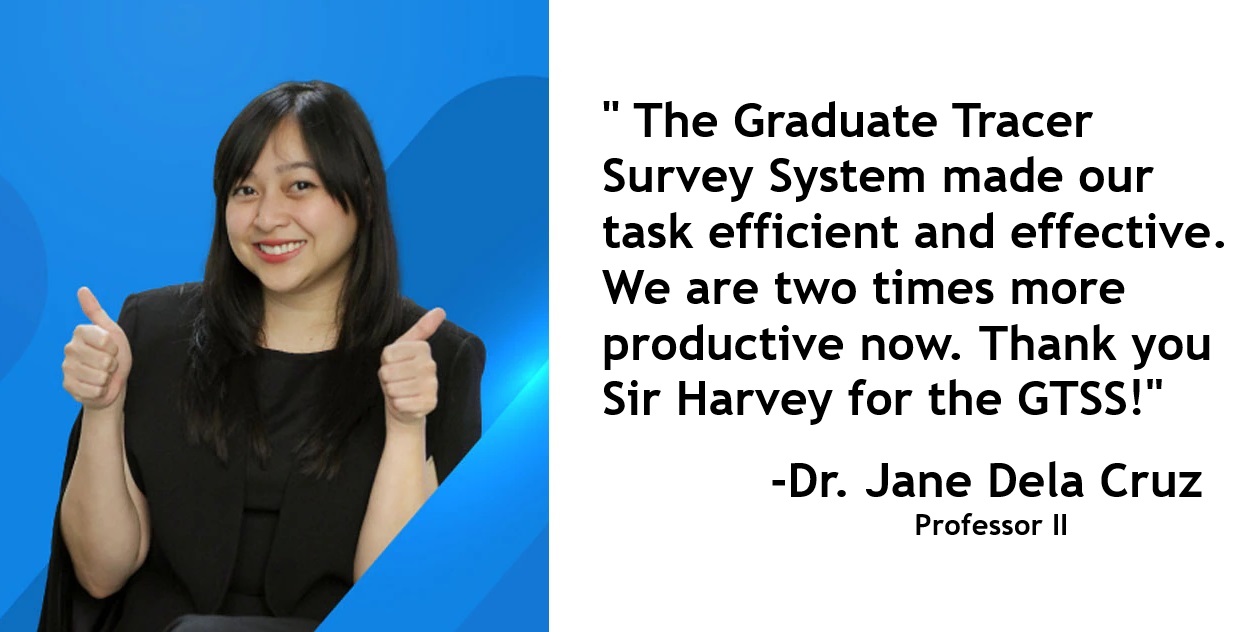 " The Graduate Tracer
Survey System made our
task efficient and effective.
We are two times more
productive now. Thank you
Sir Harvey for the GTSS!"
-Dr. Jane Dela Cruz
Professor II